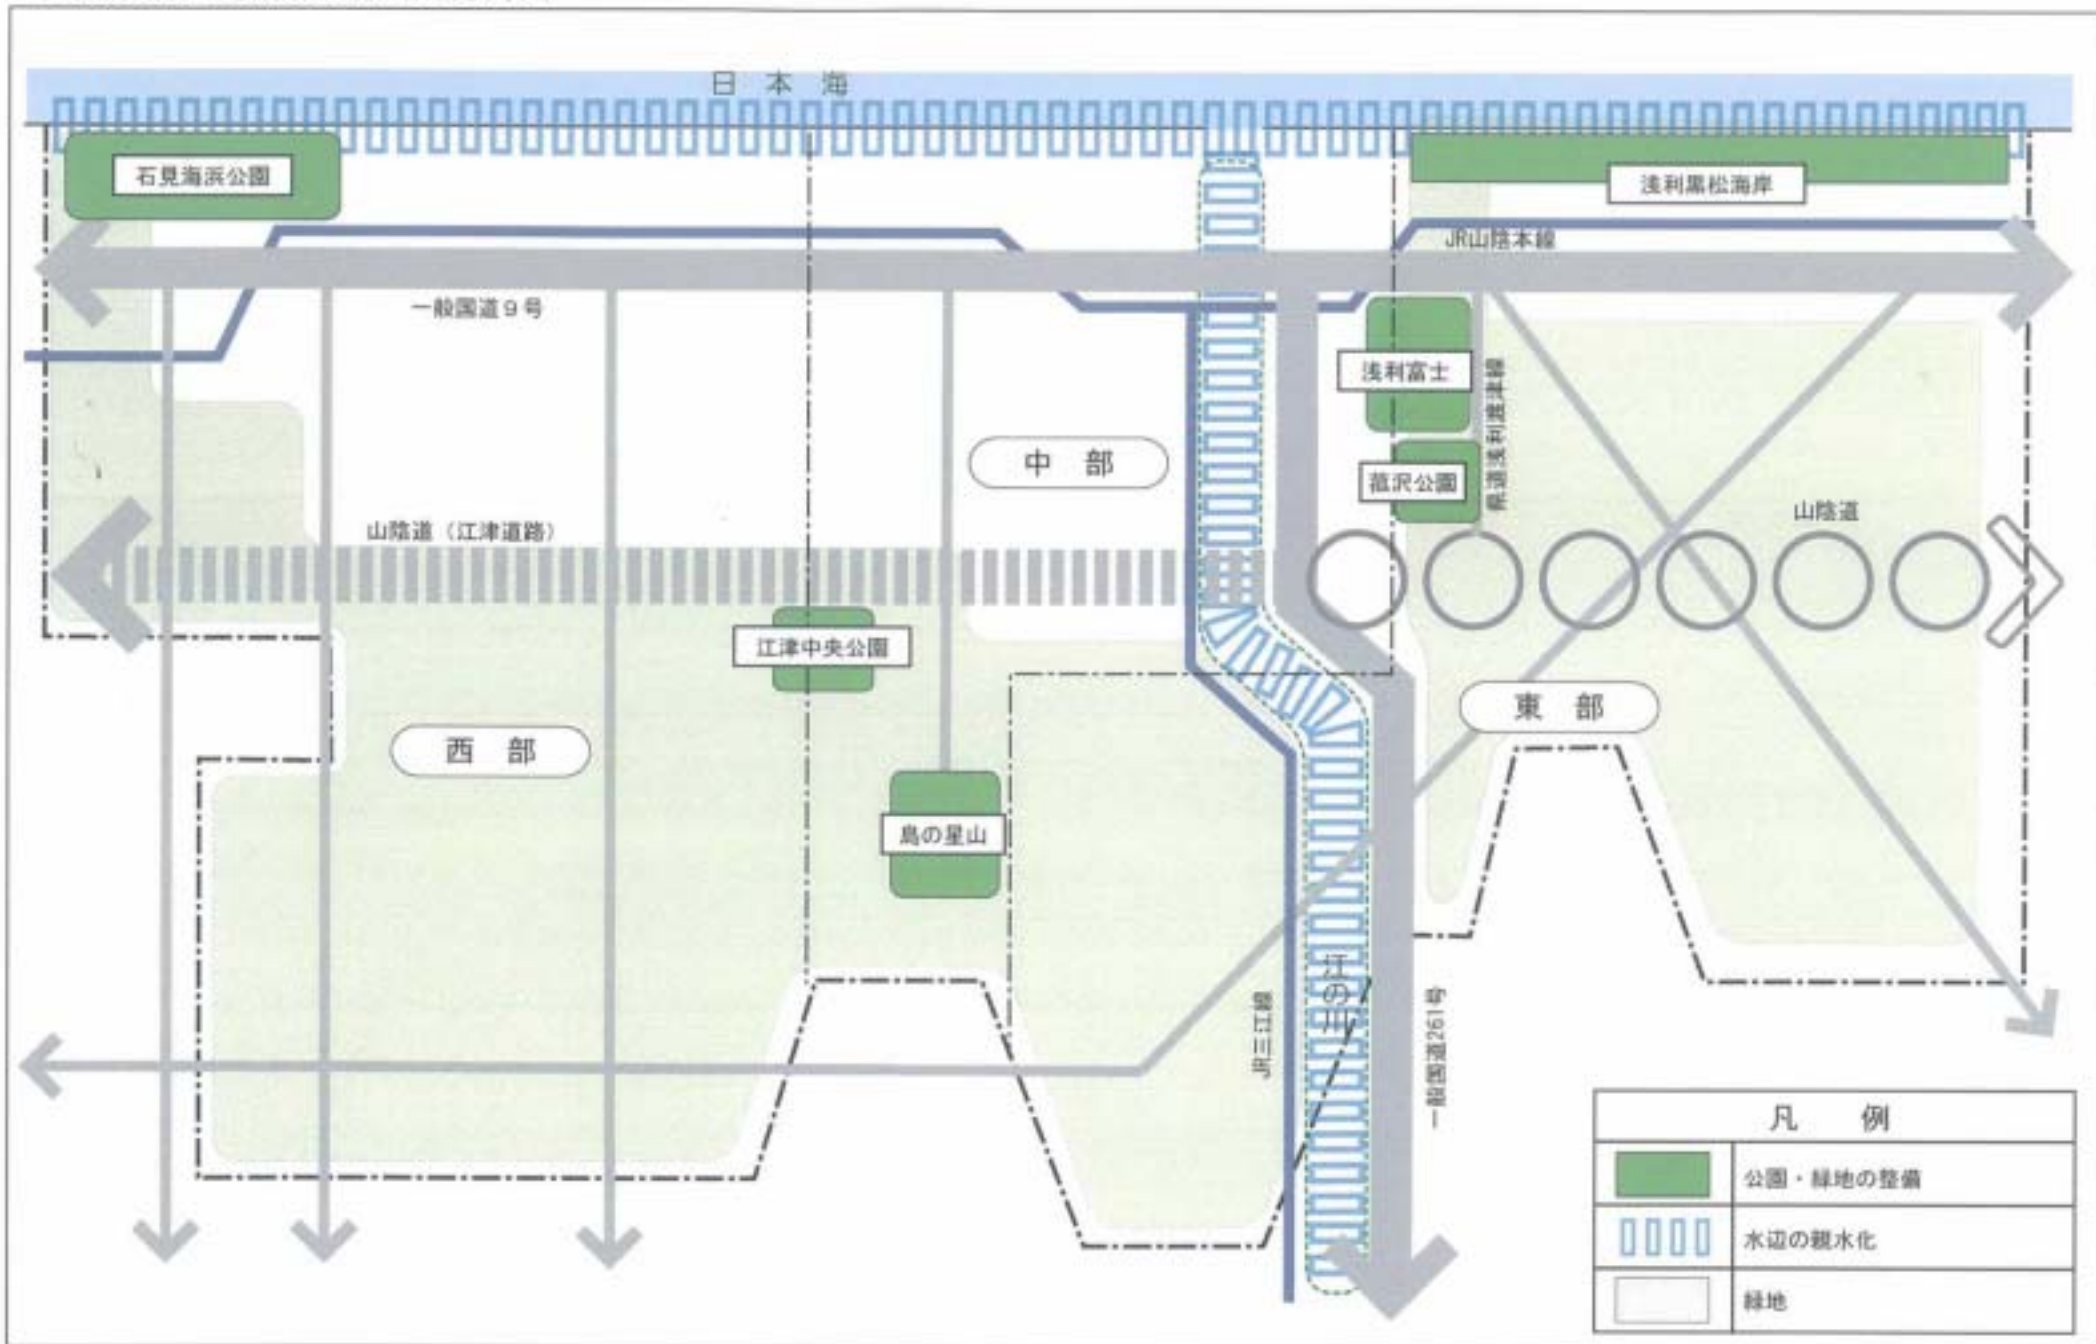 日本海
石見海浜公園
浅利黒松海岸
JR山陰本線
一般国道9号
浅利富士
県道浅利渡津線
中部
菰沢公園
山陰道（江津道路）
山陰道
江津中央公園
東部
西部
島の星山
江の川
JR三江線
一般国道261号
凡例
公園・緑地の整備
水辺の親水化
緑地